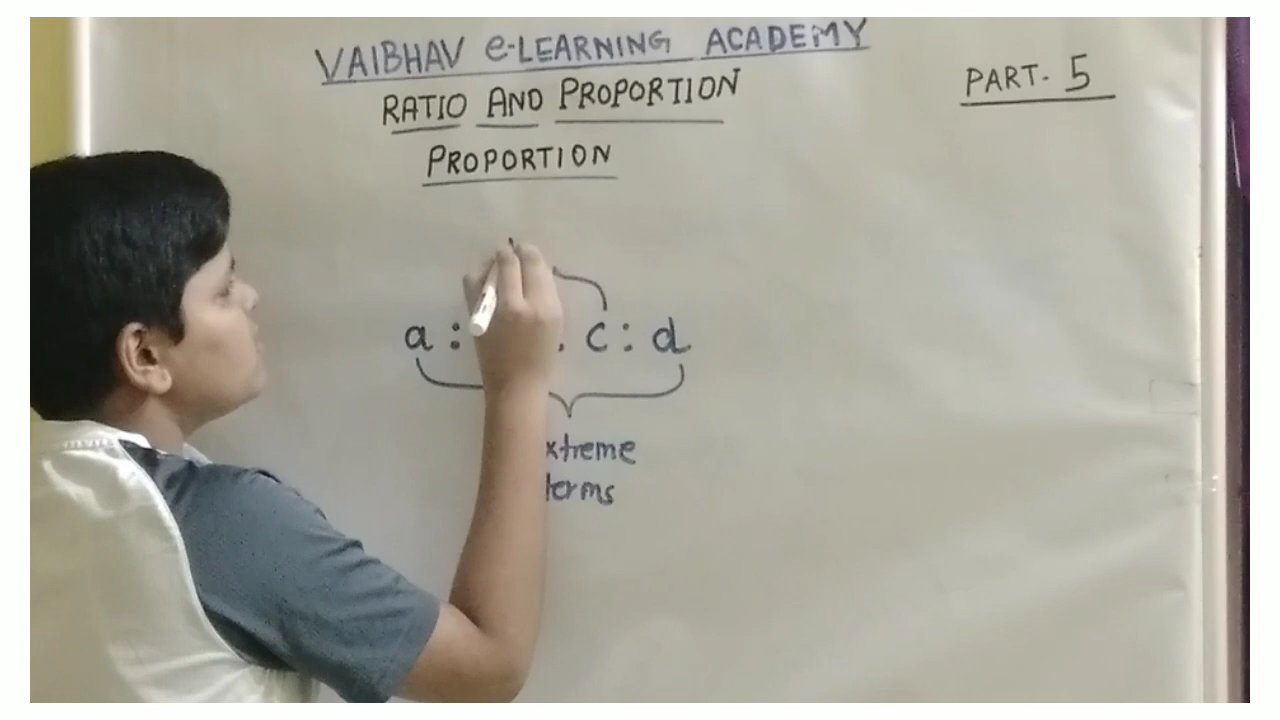 VAIBHAV e-LEARNING ACADEMY
RATIO AND PROPORTION
PART- 5
PROPORTION
a : c : d
xtreme
terms